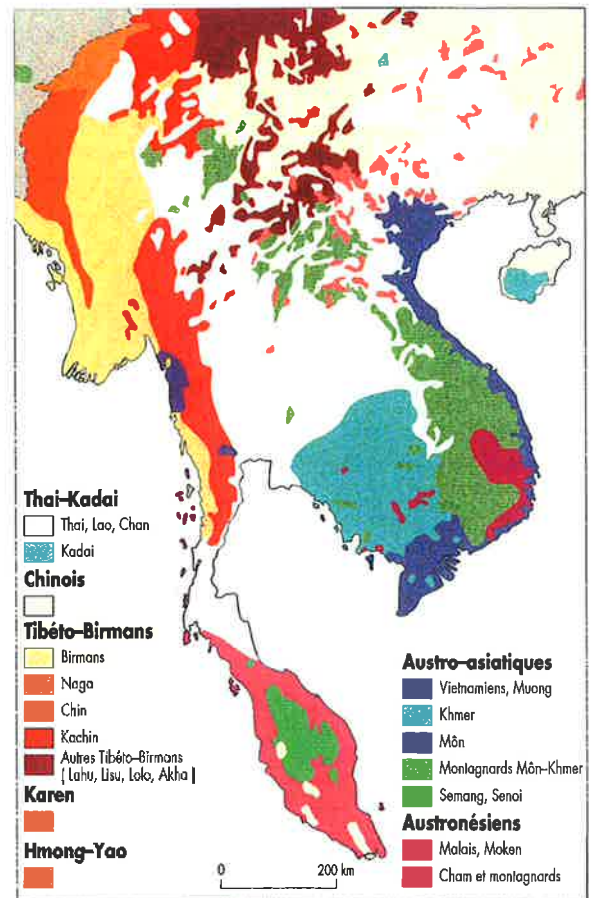 Thai–Kadai
Thai, Lao, Chan
Kadai
Chinois
Tibéto–Birmans
Birmans
Naga
Chin
Kachin
Autres Tibéto–Birmans
( Lahu, Lisu, Lolo, Akha )
Karen
Hmong–Yao
0 200 km
Austro–asiatiques
Vietnamiens, Muong
Khmer
Môn
Montagnards Môn–Khmer
Semang, Senoi
Austronésiens
Malais, Moken
Cham et montagnards